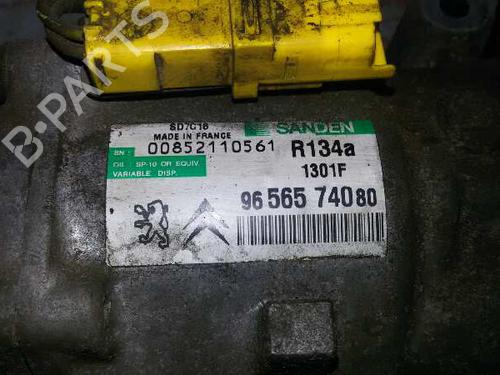 SD7C16
MADE IN FRANCE
SANDEN
SN: 00852110561
R134a
OIL : SP-10 OR EQUIV.
VARIABLE DISP.
1301F
96 565 740 80
B-PARTS